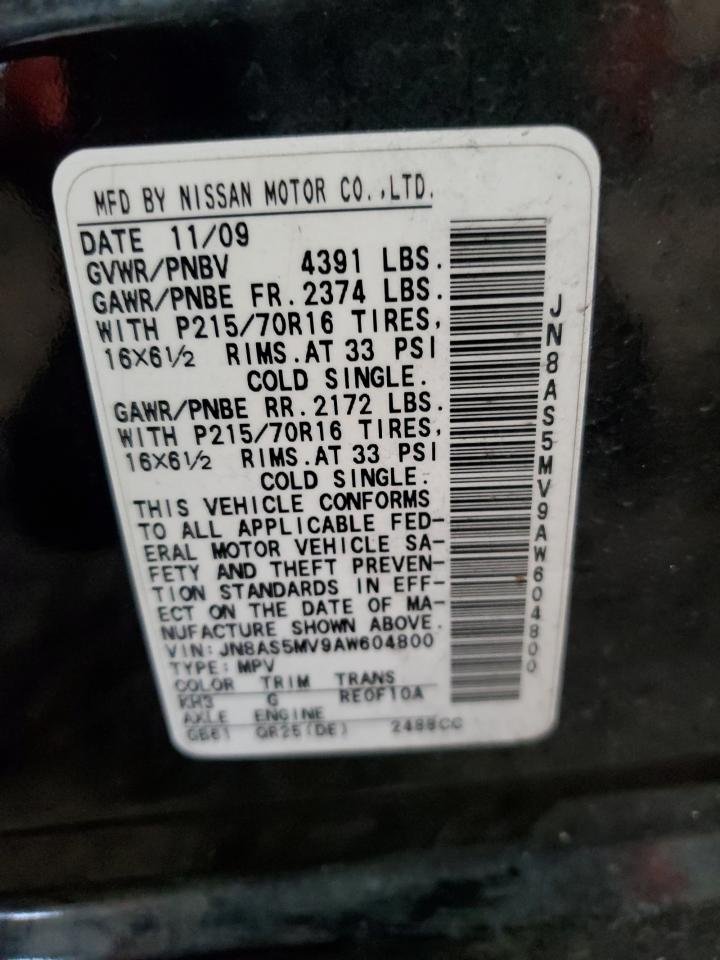 MFD BY NISSAN MOTOR CO.,LTD.
DATE 11/09
GVWR/PNBV 4391 LBS.
GAWR/PNBE FR.2374 LBS.
WITH P215/70R16 TIRES,
16X6½ RIMS.AT 33 PSI
COLD SINGLE.
GAWR/PNBE RR.2172 LBS.
WITH P215/70R16 TIRES,
16X6½ RIMS.AT 33 PSI
COLD SINGLE.
THIS VEHICLE CONFORMS
TO ALL APPLICABLE FED-
ERAL MOTOR VEHICLE SA-
FETY AND THEFT PREVEN-
TION STANDARDS IN EFF-
ECT ON THE DATE OF MA-
NUFACTURE SHOWN ABOVE.
VIN:JN8AS5MV9AW604800
TYPE:MPV
COLOR TRIM TRANS
KH3 G RE0F10A
AXLE ENGINE
GB61 QR25(DE) 2488CC
JN8AS5MV9AW604800